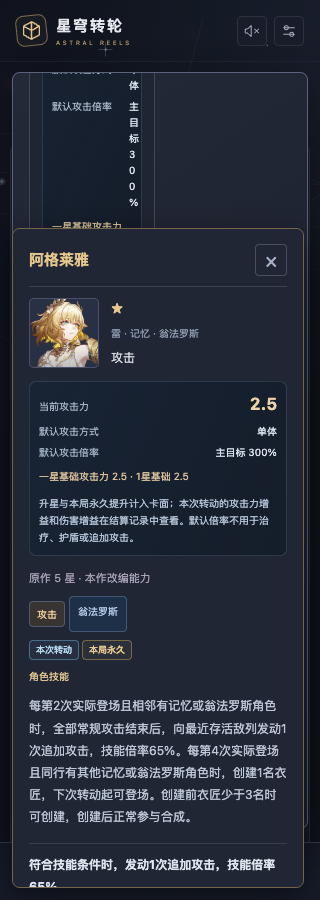 星穹转轮
ASTRAL REELS
体
默认攻击倍率
主
目
标
3
0
0
%
一星基础攻击力
阿格莱雅
雷 · 记忆 · 翁法罗斯
攻击
当前攻击力
2.5
默认攻击方式
单体
默认攻击倍率
主目标 300%
一星基础攻击力 2.5 · 1星基础 2.5
升星与本局永久提升计入卡面；本次转动的攻击力增
益和伤害增益在结算记录中查看。默认倍率不用于治
疗、护盾或追加攻击。
原作 5 星 · 本作改编能力
攻击
翁法罗斯
本次转动
本局永久
角色技能
每第2次实际登场且相邻有记忆或翁法罗斯角色
时，全部常规攻击结束后，向最近存活敌列发动1
次追加攻击，技能倍率65%。每第4次实际登场
且同行有其他记忆或翁法罗斯角色时，创建1名衣
匠，下次转动起可登场。创建前衣匠少于3名时
可创建，创建后正常参与合成。
符合技能条件时，发动1次追加攻击，技能倍率
65%